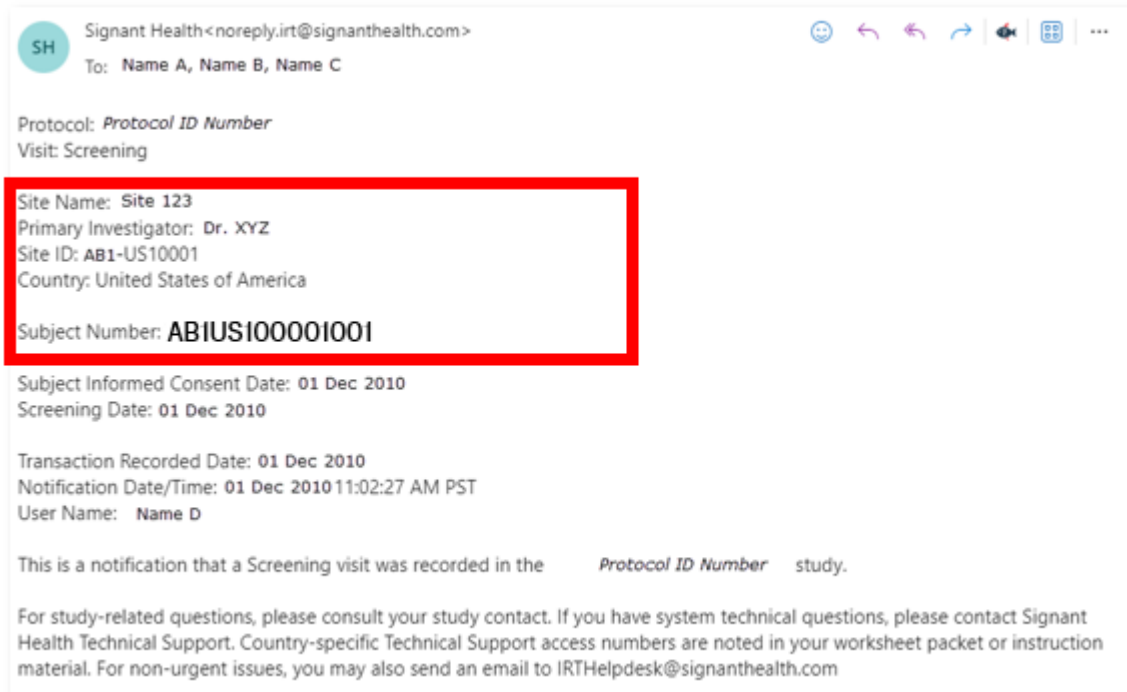 SH
Signant Health<noreply.irt@signanthealth.com>
To: Name A, Name B, Name C
Protocol: Protocol ID Number
Visit: Screening
Site Name: Site 123
Primary Investigator: Dr. XYZ
Site ID: AB1-US10001
Country: United States of America
Subject Number: AB1US100001001
Subject Informed Consent Date: 01 Dec 2010
Screening Date: 01 Dec 2010
Transaction Recorded Date: 01 Dec 2010
Notification Date/Time: 01 Dec 2010 11:02:27 AM PST
User Name: Name D
This is a notification that a Screening visit was recorded in the Protocol ID Number study.
For study-related questions, please consult your study contact. If you have system technical questions, please contact Signant
Health Technical Support. Country-specific Technical Support access numbers are noted in your worksheet packet or instruction
material. For non-urgent issues, you may also send an email to IRTHelpdesk@signanthealth.com